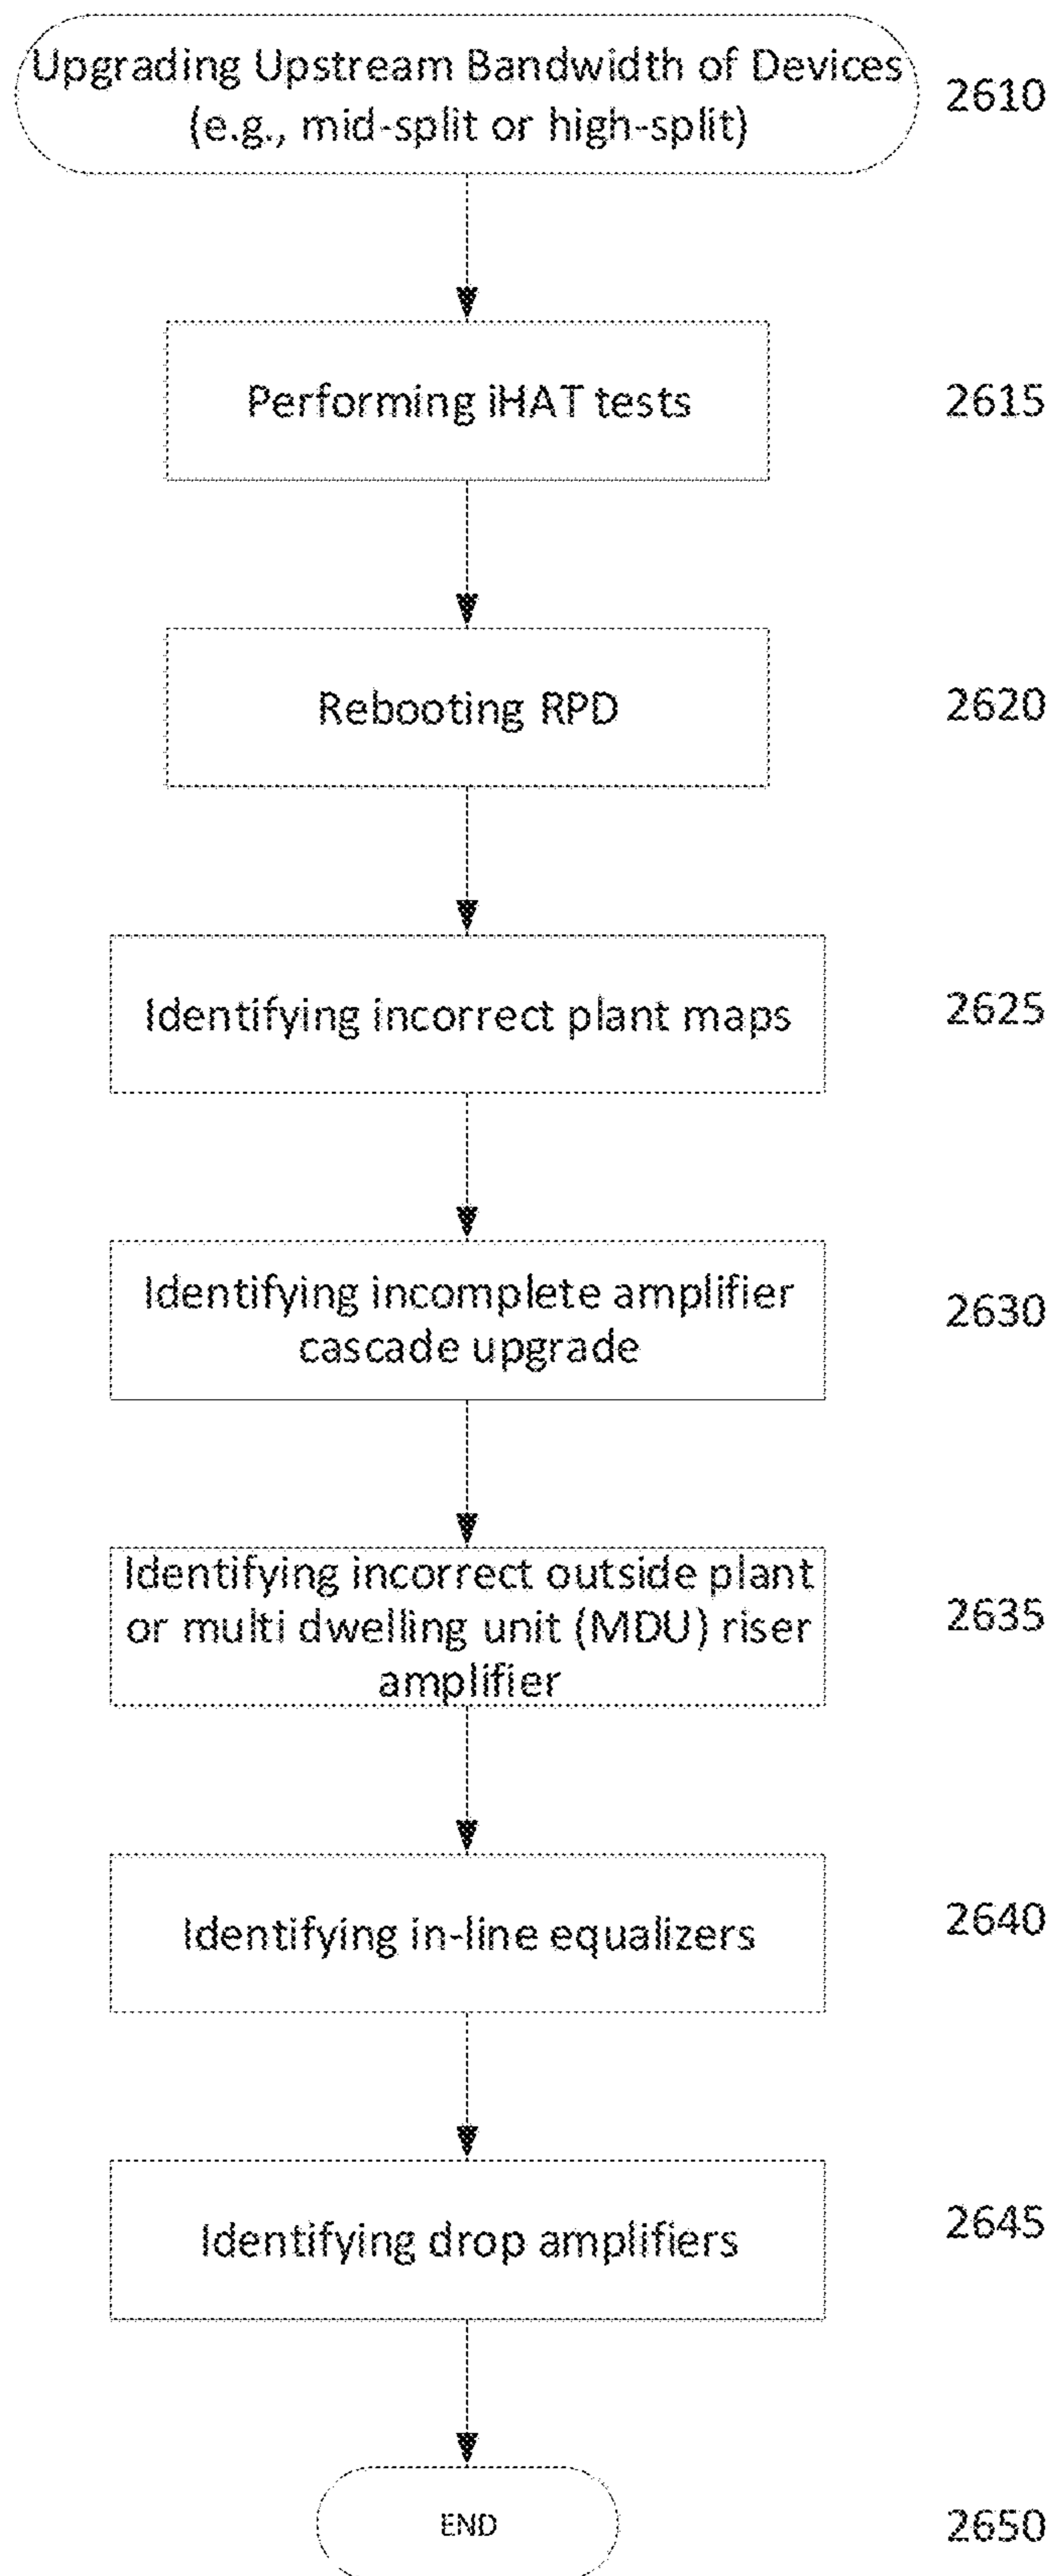 Upgrading Upstream Bandwidth of Devices
(e.g., mid-split or high-split)
2610
Performing iHAT tests
2615
Rebooting RPD
2620
Identifying incorrect plant maps
2625
Identifying incomplete amplifier
cascade upgrade
2630
Identifying incorrect outside plant
or multi dwelling unit (MDU) riser
amplifier
2635
Identifying in-line equalizers
2640
Identifying drop amplifiers
2645
END
2650